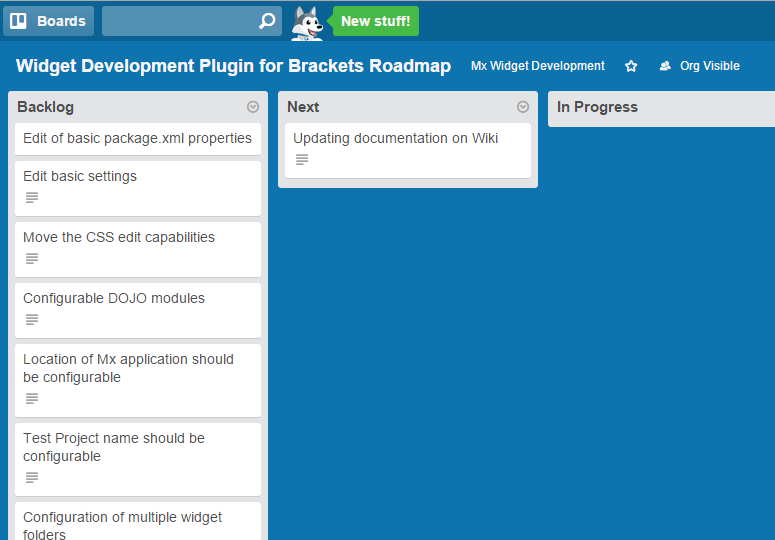 Boards
New stuff!
Widget Development Plugin for Brackets Roadmap
Mx Widget Development
Org Visible
Backlog
Edit of basic package.xml properties
Edit basic settings
Move the CSS edit capabilities
Configurable DOJO modules
Location of Mx application should
be configurable
Test Project name should be
configurable
Configuration of multiple widget
folders
Next
Updating documentation on Wiki
In Progress